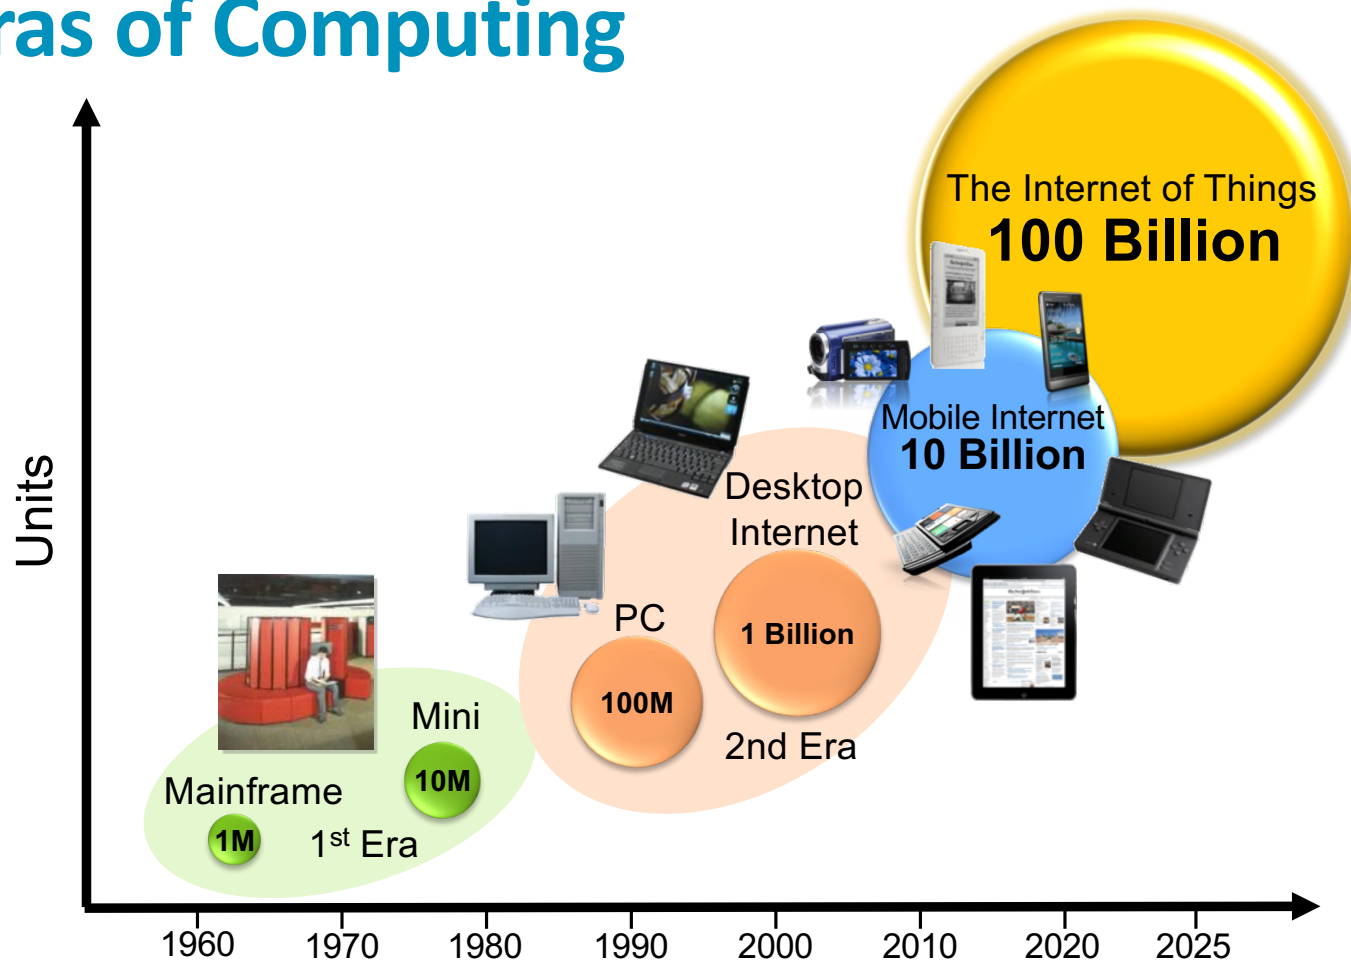 ras of Computing
The Internet of Things
100 Billion
Mobile Internet
10 Billion
Desktop
Internet
1 Billion
PC
100M
2nd Era
Mini
10M
Mainframe
1M
1st Era
Units
1960
1970
1980
1990
2000
2010
2020
2025